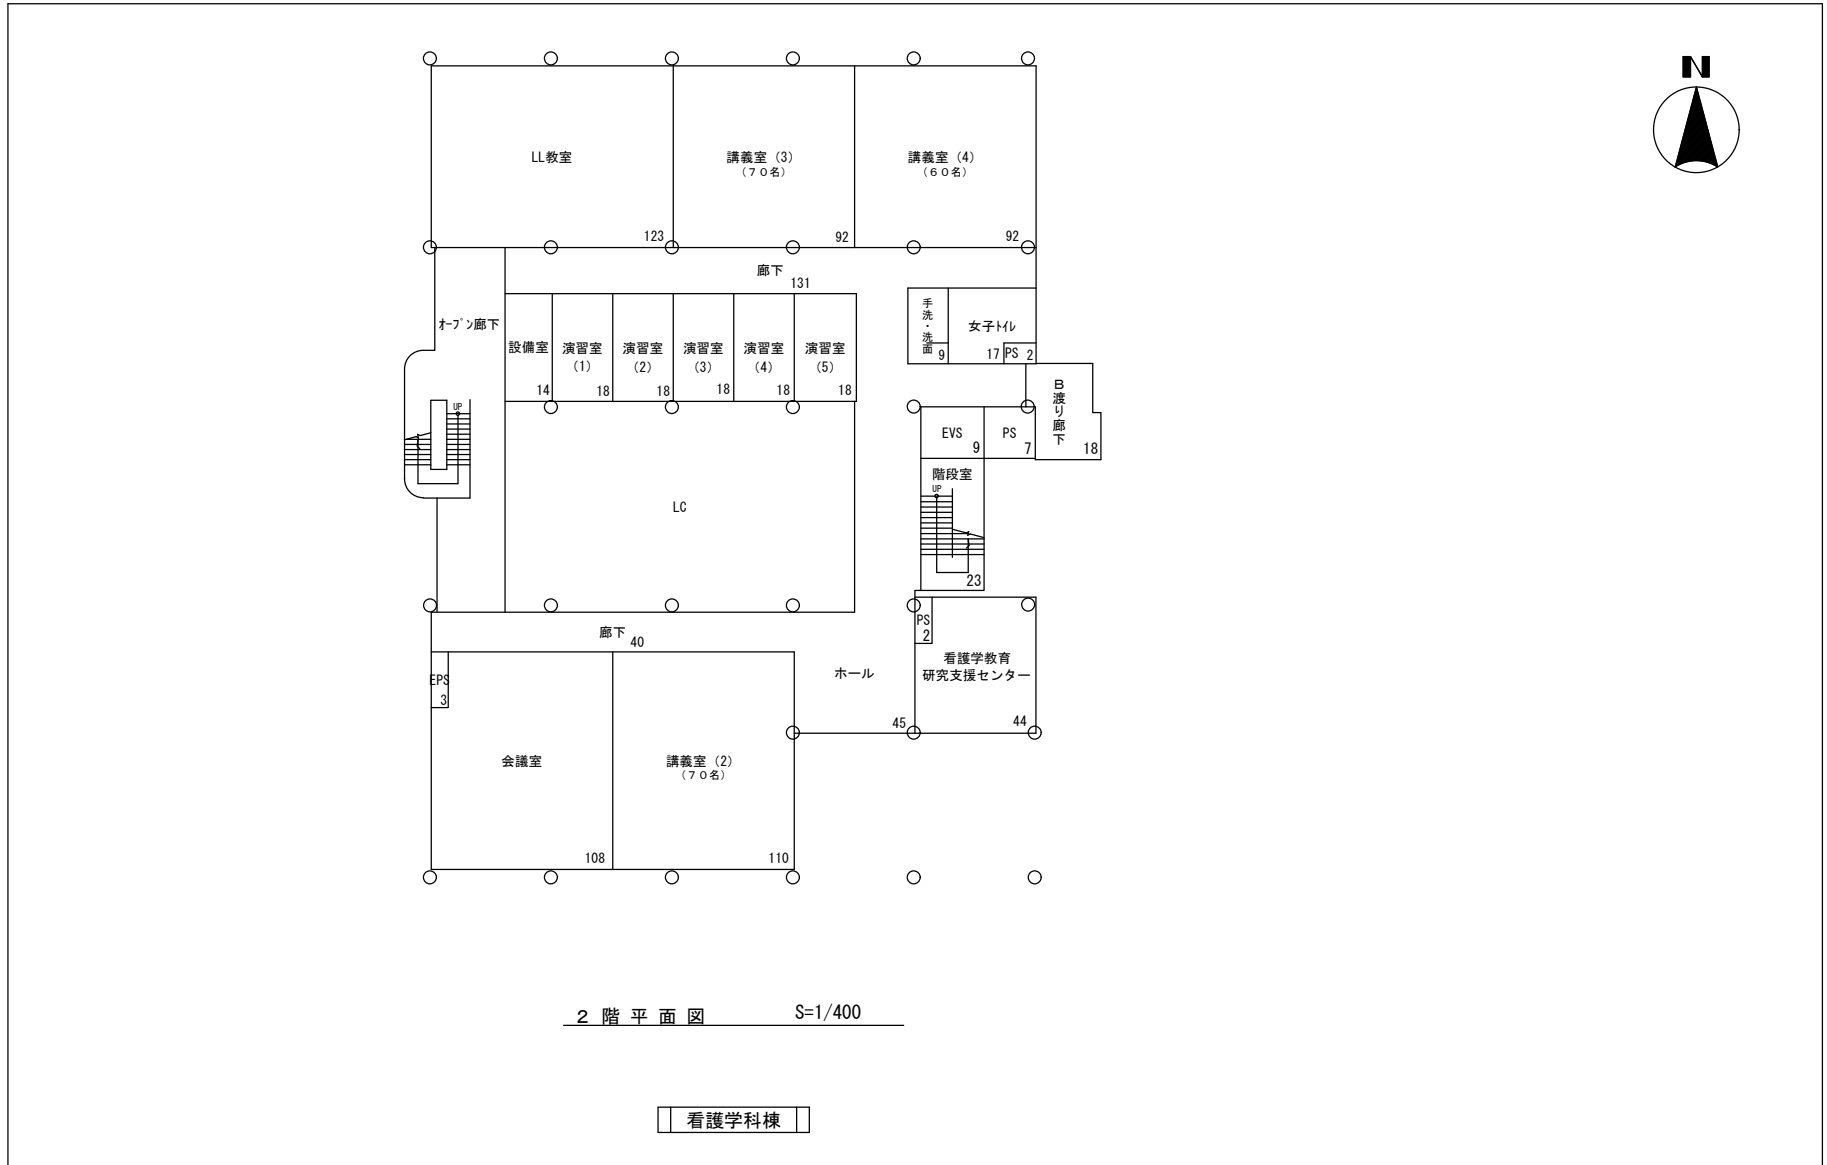 N
LL教室
123
講義室(3)
(70名)
92
講義室(4)
(60名)
92
廊下
131
オープン廊下
UP
設備室
14
演習室
(1)
18
演習室
(2)
18
演習室
(3)
18
演習室
(4)
18
演習室
(5)
18
手洗・洗面
9
女子トイレ
17
PS 2
B渡り廊下
18
EVS
9
PS
7
階段室
UP
23
LC
廊下
40
PS
2
看護学教育
研究支援センター
44
ホール
45
EPS
3
会議室
108
講義室(2)
(70名)
110
2階平面図 S=1/400
看護学科棟